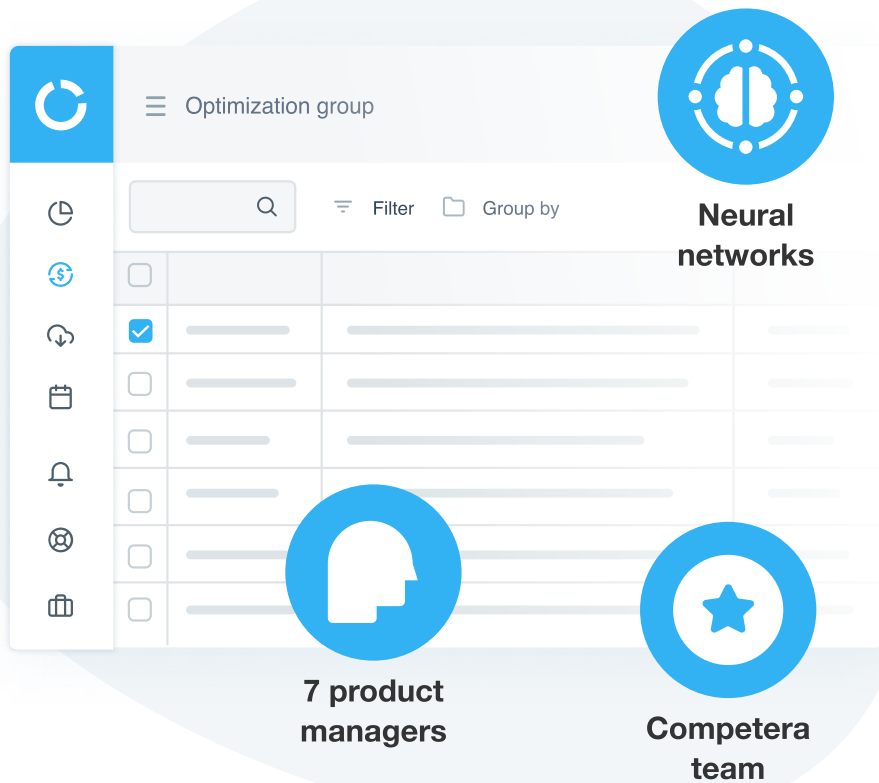 Optimization group
Filter
Group by
Neural
networks
7 product
managers
Competera
team